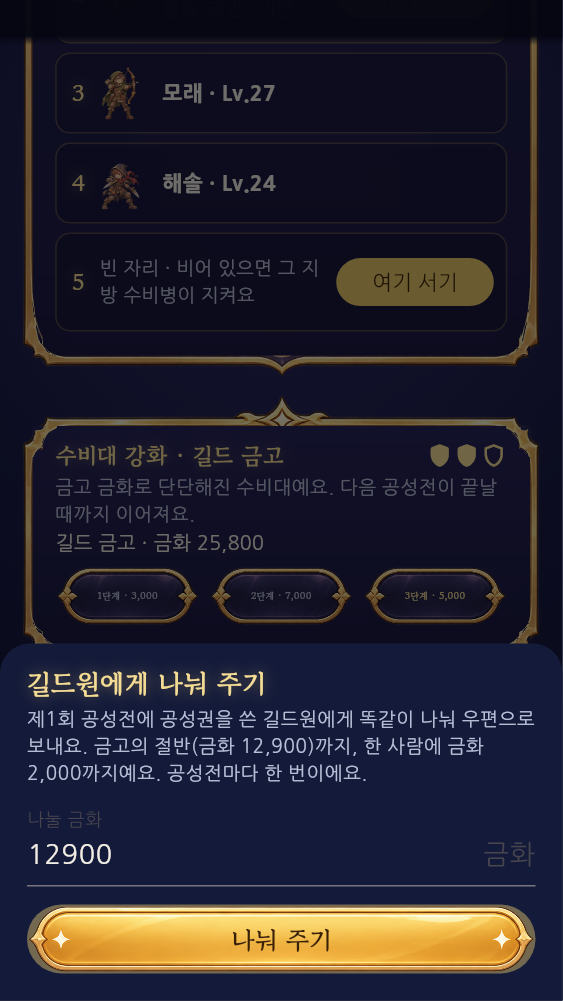 3 모래 · Lv.27
4 해솔 · Lv.24
5 빈 자리 · 비어 있으면 그 지
방 수비병이 지켜요
여기 서기
수비대 강화 · 길드 금고
금고 금화로 단단해진 수비대예요. 다음 공성전이 끝날
때까지 이어져요.
길드 금고 · 금화 25,800
1단계 · 3,000
2단계 · 7,000
3단계 · 5,000
길드원에게 나눠 주기
제1회 공성전에 공성권을 쓴 길드원에게 똑같이 나눠 우편으로
보내요. 금고의 절반(금화 12,900)까지, 한 사람에 금화
2,000까지예요. 공성전마다 한 번이에요.
나눌 금화
12900 금화
나눠 주기